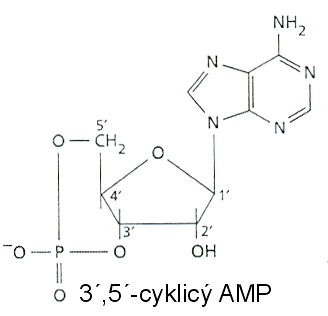 NH2
N
N
N
N
5´
O
CH2
O
4´
1´
3´
2´
⁻O
P
O
OH
O
3´,5´-cyklicý AMP